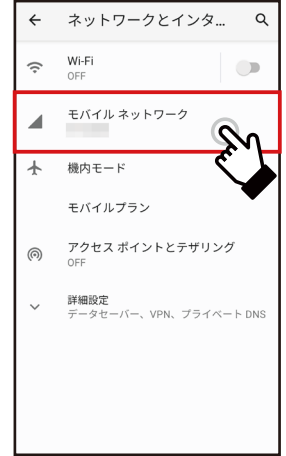 ネットワークとインタ...
Wi-Fi
OFF
モバイル ネットワーク
機内モード
モバイルプラン
アクセス ポイントとテザリング
OFF
詳細設定
データセーバー、VPN、プライベート DNS